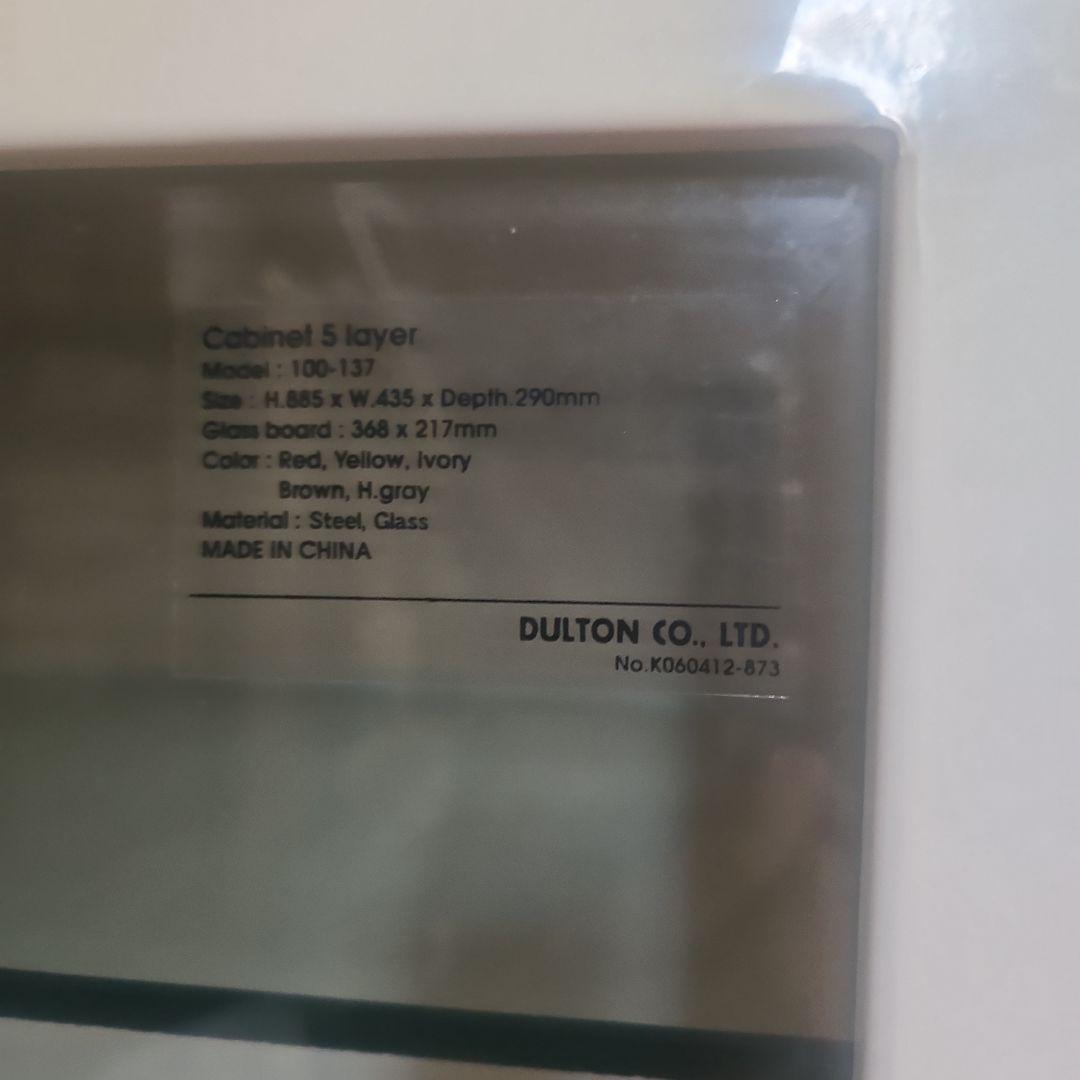 Cabinet 5 layer
Model : 100-137
Size : H.885 x W.435 x Depth.290mm
Glass board : 368 x 217mm
Color : Red, Yellow, Ivory
Brown, H.gray
Material : Steel, Glass
MADE IN CHINA
DULTON CO., LTD.
No.K060412-873